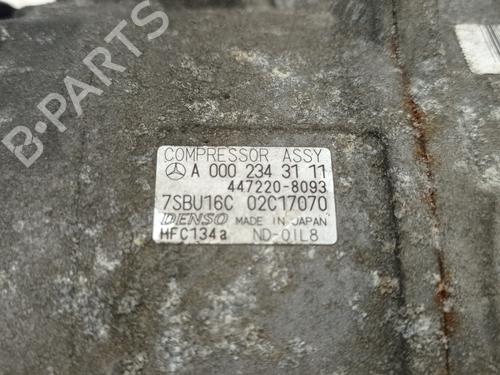 B-PARTS
COMPRESSOR ASSY
A 000 234 31 11
447220-8093
7SBU16C 02C17070
DENSO MADE IN JAPAN
HFC134a ND-OIL8